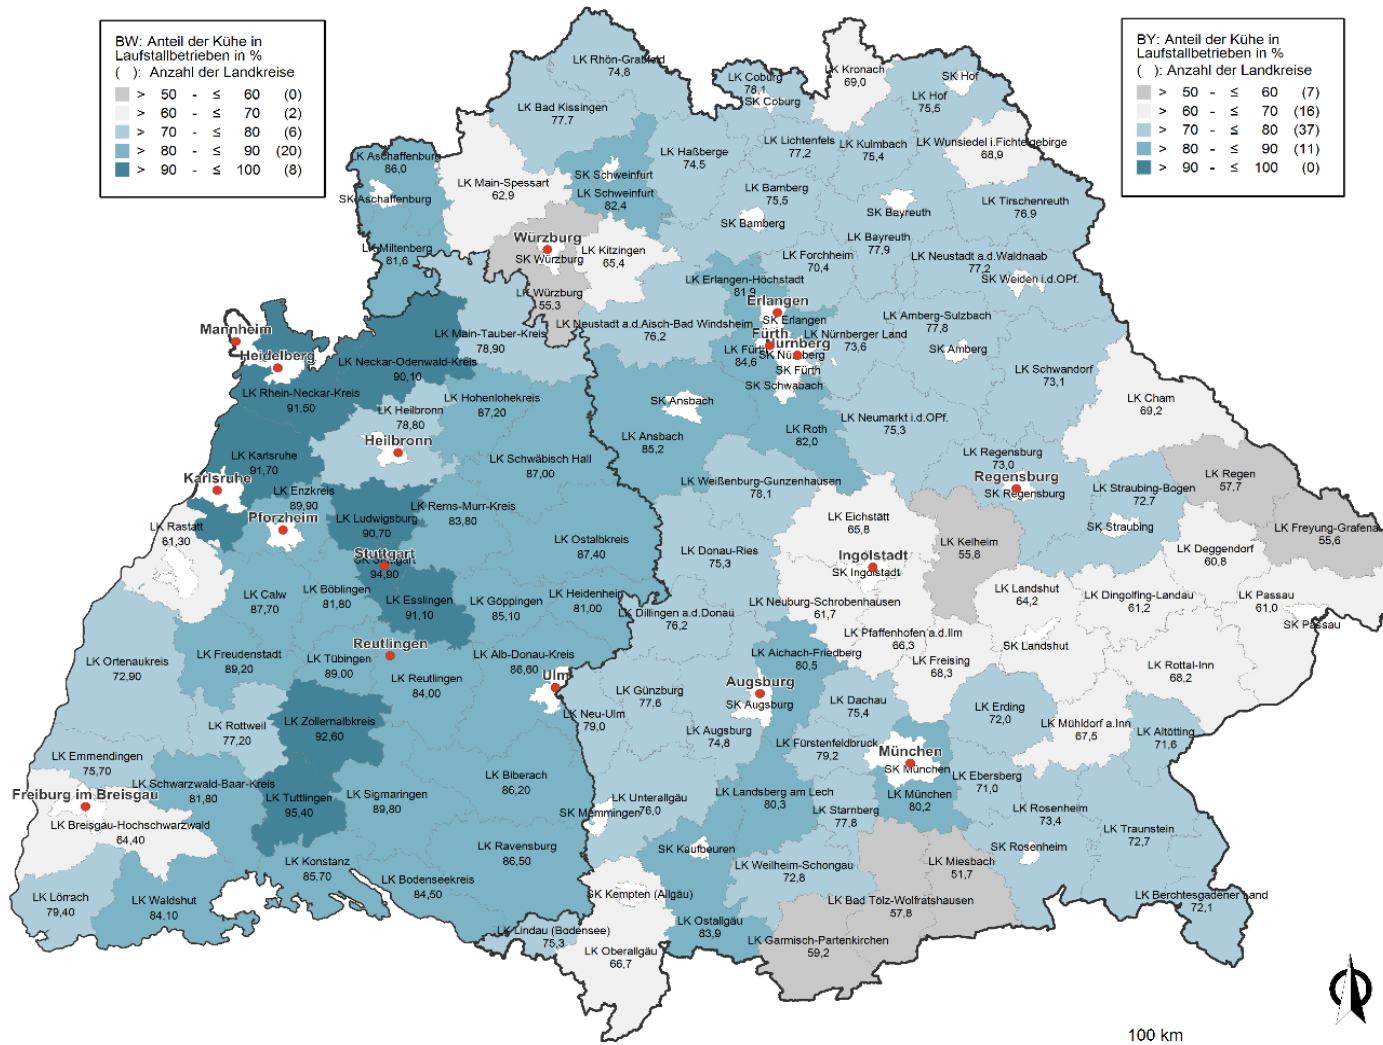 BW: Anteil der Kühe in
Laufstallbetrieben in %
( ): Anzahl der Landkreise
> 50 - ≤ 60 (0)
> 60 - ≤ 70 (2)
> 70 - ≤ 80 (6)
> 80 - ≤ 90 (20)
> 90 - ≤ 100 (8)
BY: Anteil der Kühe in
Laufstallbetrieben in %
( ): Anzahl der Landkreise
> 50 - ≤ 60 (7)
> 60 - ≤ 70 (16)
> 70 - ≤ 80 (37)
> 80 - ≤ 90 (11)
> 90 - ≤ 100 (0)
LK Rhön-Grabfeld
74,8
LK Coburg
78,1
SK Coburg
LK Kronach
69,0
SK Hof
LK Hof
75,5
LK Bad Kissingen
77,7
LK Lichtenfels
77,2
LK Kulmbach
75,4
LK Wunsiedel i.Fichtelgebirge
68,9
LK Haßberge
74,5
LK Aschaffenburg
86,0
SK Aschaffenburg
LK Main-Spessart
62,9
SK Schweinfurt
LK Schweinfurt
82,4
LK Bamberg
75,5
SK Bamberg
SK Bayreuth
LK Tirschenreuth
76,9
LK Bayreuth
77,9
LK Miltenberg
81,6
Würzburg
SK Würzburg
LK Kitzingen
65,4
LK Forchheim
70,4
LK Neustadt a.d.Waldnaab
77,2
SK Weiden i.d.OPf.
LK Würzburg
55,3
LK Erlangen-Höchstadt
81,9
Erlangen
SK Erlangen
LK Neustadt a.d.Aisch-Bad Windsheim
76,2
Fürth
LK Nürnberger Land
73,6
Nürnberg
SK Nürnberg
LK Fürth
84,6
SK Fürth
SK Schwabach
LK Amberg-Sulzbach
77,8
SK Amberg
LK Schwandorf
73,1
Mannheim
Heidelberg
LK Main-Tauber-Kreis
78,90
LK Neckar-Odenwald-Kreis
90,10
LK Rhein-Neckar-Kreis
91,50
LK Hohenlohekreis
87,20
LK Heilbronn
78,80
Heilbronn
SK Ansbach
LK Ansbach
85,2
LK Roth
82,0
LK Neumarkt i.d.OPf.
75,3
LK Cham
69,2
LK Karlsruhe
91,70
Karlsruhe
LK Schwäbisch Hall
87,00
LK Weißenburg-Gunzenhausen
78,1
LK Regensburg
73,0
Regensburg
SK Regensburg
LK Straubing-Bogen
72,7
SK Straubing
LK Regen
57,7
LK Freyung-Grafenau
55,6
LK Enzkreis
89,90
Pforzheim
LK Ludwigsburg
90,70
LK Rems-Murr-Kreis
83,80
LK Rastatt
61,30
LK Ostalbkreis
87,40
LK Donau-Ries
75,3
LK Eichstätt
65,8
Ingolstadt
SK Ingolstadt
LK Kelheim
55,8
LK Deggendorf
60,8
Stuttgart
SK Stuttgart
94,90
LK Calw
87,70
LK Böblingen
81,80
LK Esslingen
91,10
LK Göppingen
85,10
LK Heidenheim
81,00
LK Dillingen a.d.Donau
76,2
LK Neuburg-Schrobenhausen
61,7
LK Landshut
64,2
SK Landshut
LK Dingolfing-Landau
61,2
LK Passau
61,0
SK Passau
LK Pfaffenhofen a.d.Ilm
66,3
LK Freising
68,3
LK Rottal-Inn
68,2
LK Ortenaukreis
72,90
LK Freudenstadt
89,20
Reutlingen
LK Tübingen
89,00
LK Reutlingen
84,00
LK Alb-Donau-Kreis
86,60
Ulm
LK Aichach-Friedberg
80,5
Augsburg
SK Augsburg
LK Günzburg
77,6
LK Neu-Ulm
79,0
LK Augsburg
74,8
LK Dachau
75,4
LK Erding
72,0
LK Mühldorf a.Inn
67,5
LK Altötting
71,6
LK Rottweil
77,20
LK Zollernalbkreis
92,60
LK Fürstenfeldbruck
79,2
München
SK München
LK München
80,2
LK Ebersberg
71,0
LK Emmendingen
75,70
Freiburg im Breisgau
LK Schwarzwald-Baar-Kreis
81,80
LK Tuttlingen
95,40
LK Sigmaringen
89,80
LK Biberach
86,20
SK Memmingen
LK Unterallgäu
76,0
LK Landsberg am Lech
80,3
LK Starnberg
77,8
LK Rosenheim
73,4
SK Rosenheim
LK Traunstein
72,7
LK Breisgau-Hochschwarzwald
64,40
LK Ravensburg
86,50
LK Konstanz
85,70
LK Bodenseekreis
84,50
SK Kaufbeuren
LK Weilheim-Schongau
72,8
LK Miesbach
51,7
LK Lörrach
79,40
LK Waldshut
84,10
SK Kempten (Allgäu)
LK Bad Tölz-Wolfratshausen
57,8
LK Berchtesgadener Land
72,1
LK Lindau (Bodensee)
75,3
LK Ostallgäu
83,9
LK Oberallgäu
66,7
LK Garmisch-Partenkirchen
59,2
100 km